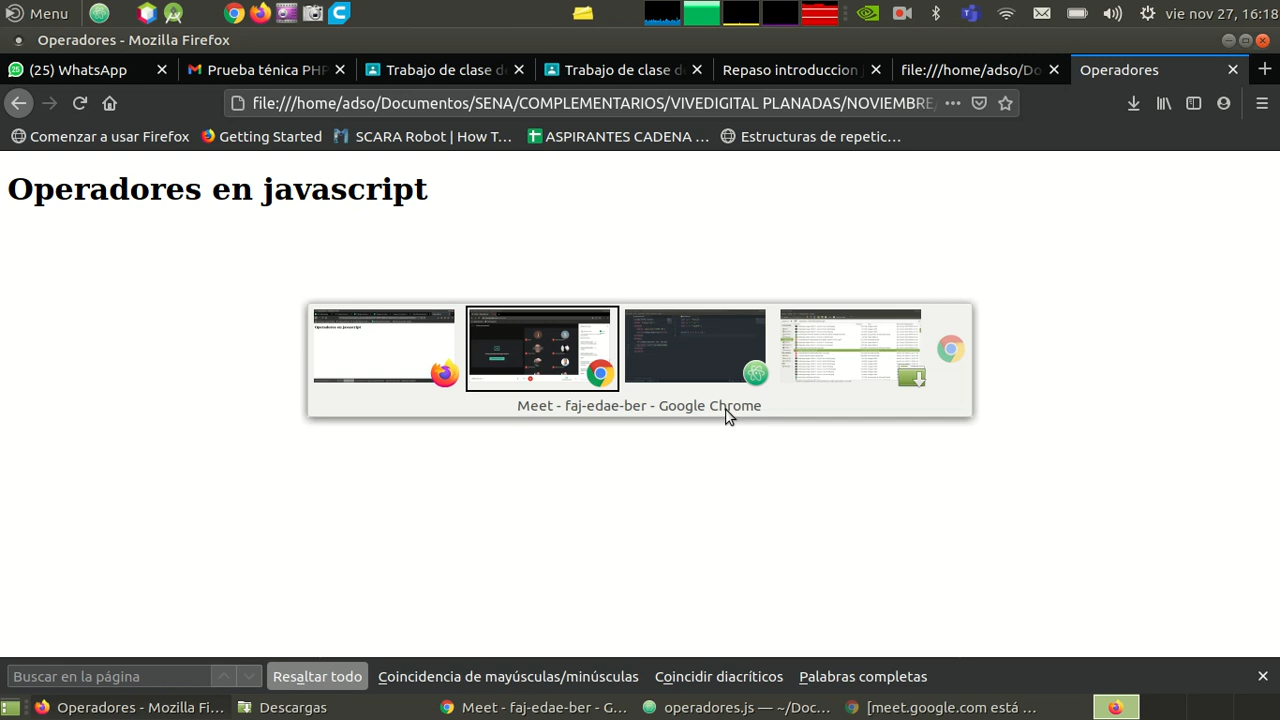 Menu
vie nov 27, 16:18
Operadores - Mozilla Firefox
(25) WhatsApp
Prueba ténica PHP
Trabajo de clase d
Trabajo de clase d
Repaso introduccion
file:///home/adso/Do
Operadores
file:///home/adso/Documentos/SENA/COMPLEMENTARIOS/VIVEDIGITAL PLANADAS/NOVIEMBRE/
Comenzar a usar Firefox
Getting Started
SCARA Robot | How T...
ASPIRANTES CADENA ...
Estructuras de repetic...
Operadores en javascript
Meet - faj-edae-ber - Google Chrome
Buscar en la página
Resaltar todo
Coincidencia de mayúsculas/minúsculas
Coincidir diacríticos
Palabras completas
Operadores - Mozilla Fi...
Descargas
Meet - faj-edae-ber - G...
operadores.js — ~/Doc...
[meet.google.com está ...